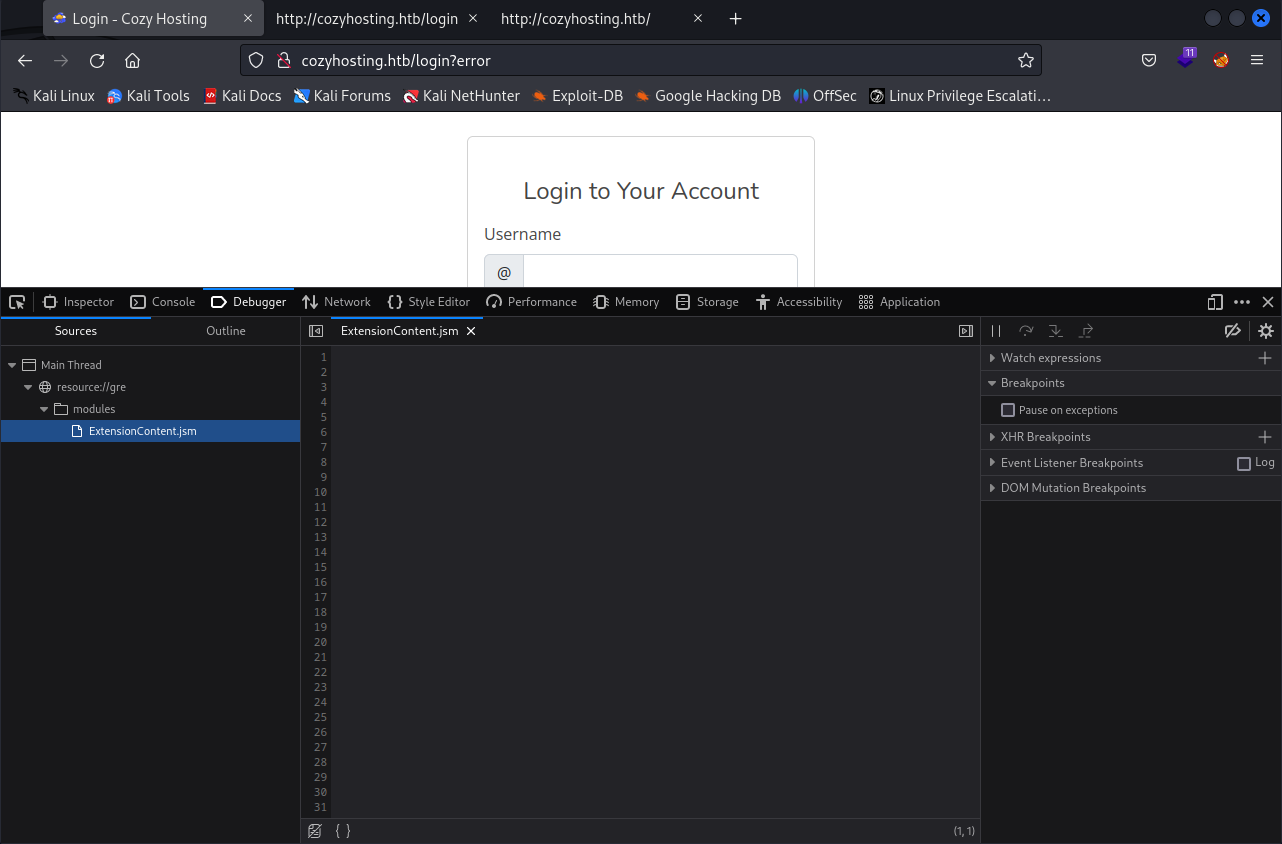 Login - Cozy Hosting http://cozyhosting.htb/login http://cozyhosting.htb/
cozyhosting.htb/login?error 11
Kali Linux Kali Tools Kali Docs Kali Forums Kali NetHunter Exploit-DB Google Hacking DB OffSec Linux Privilege Escalati…
Login to Your Account
Username
@
Inspector Console Debugger Network Style Editor Performance Memory Storage Accessibility Application
Sources Outline ExtensionContent.jsm
Main Thread
resource://gre
modules
ExtensionContent.jsm
1
2
3
4
5
6
7
8
9
10
11
12
13
14
15
16
17
18
19
20
21
22
23
24
25
26
27
28
29
30
31
{ } (1, 1)
Watch expressions
Breakpoints
Pause on exceptions
XHR Breakpoints
Event Listener Breakpoints Log
DOM Mutation Breakpoints